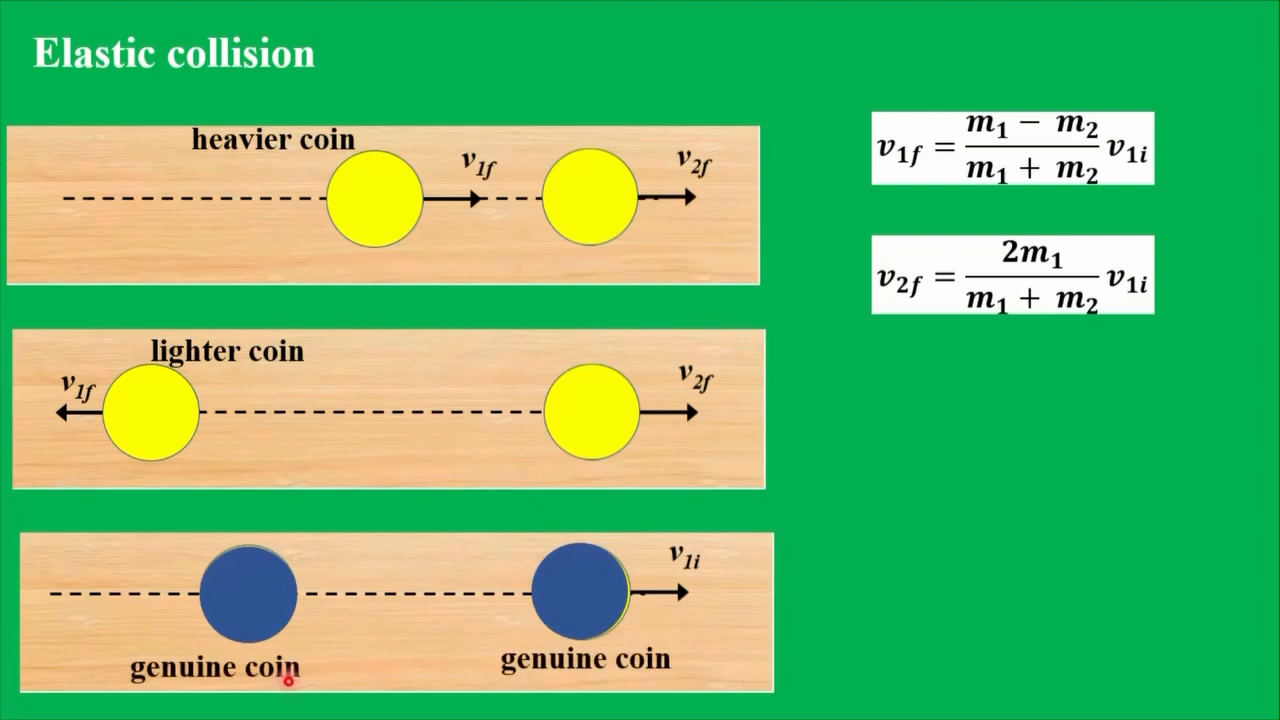 Elastic collision
heavier coin
v1f
v2f
lighter coin
v1f
v2f
v1i
genuine coin
genuine coin
v1f = (m1 − m2)/(m1 + m2) v1i
v2f = 2m1/(m1 + m2) v1i